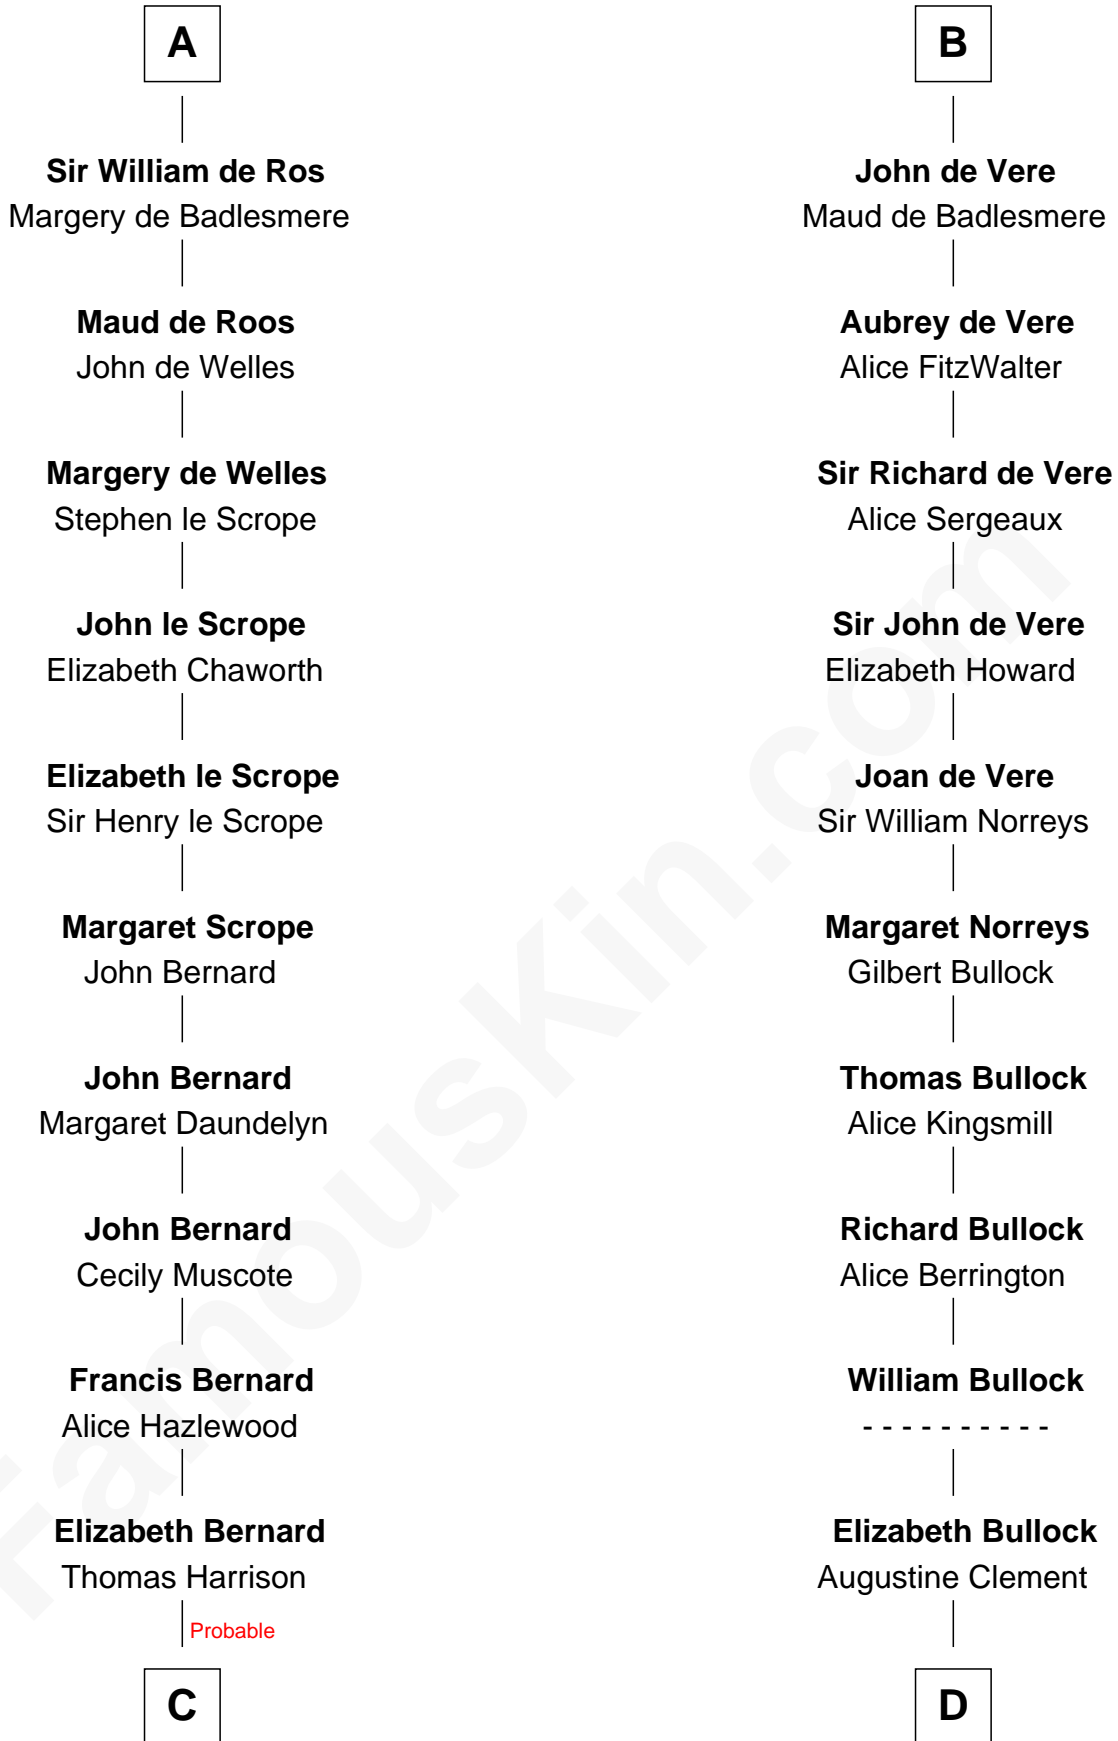 A
Sir William de Ros
Margery de Badlesmere
Maud de Roos
John de Welles
Margery de Welles
Stephen le Scrope
John le Scrope
Elizabeth Chaworth
Elizabeth le Scrope
Sir Henry le Scrope
Margaret Scrope
John Bernard
John Bernard
Margaret Daundelyn
John Bernard
Cecily Muscote
Francis Bernard
Alice Hazlewood
Elizabeth Bernard
Thomas Harrison
Probable
C
B
John de Vere
Maud de Badlesmere
Aubrey de Vere
Alice FitzWalter
Sir Richard de Vere
Alice Sergeaux
Sir John de Vere
Elizabeth Howard
Joan de Vere
Sir William Norreys
Margaret Norreys
Gilbert Bullock
Thomas Bullock
Alice Kingsmill
Richard Bullock
Alice Berrington
William Bullock
- - - - - - - - - -
Elizabeth Bullock
Augustine Clement
D
FamousKin.com